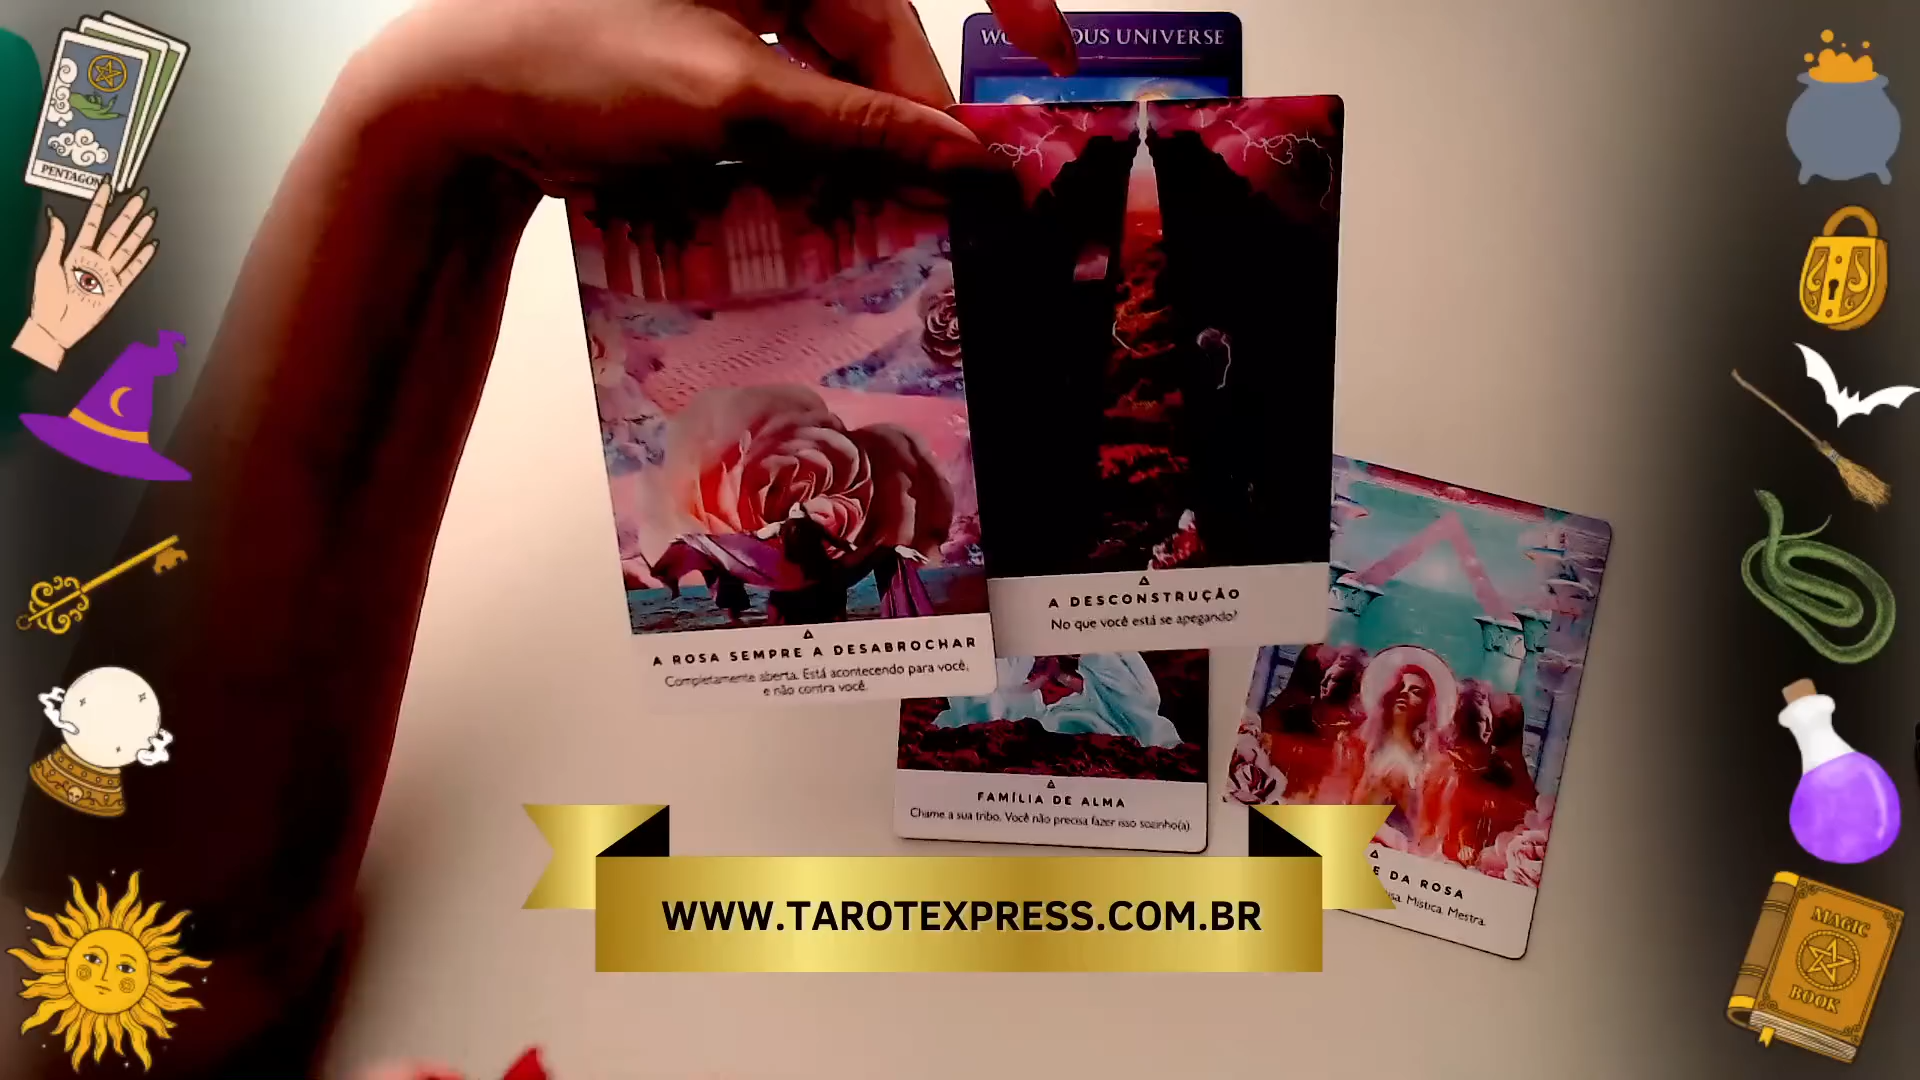 PENTAGON
UNIVERSE
A ROSA SEMPRE A DESABROCHAR
Completamente aberta. Está acontecendo para você,
e não contra você.
A DESCONSTRUÇÃO
No que você está se apegando?
FAMÍLIA DE ALMA
Chame a sua tribo. Você não precisa fazer isso sozinho(a).
DA ROSA
Mística. Mestra.
WWW.TAROTEXPRESS.COM.BR
MAGIC
BOOK